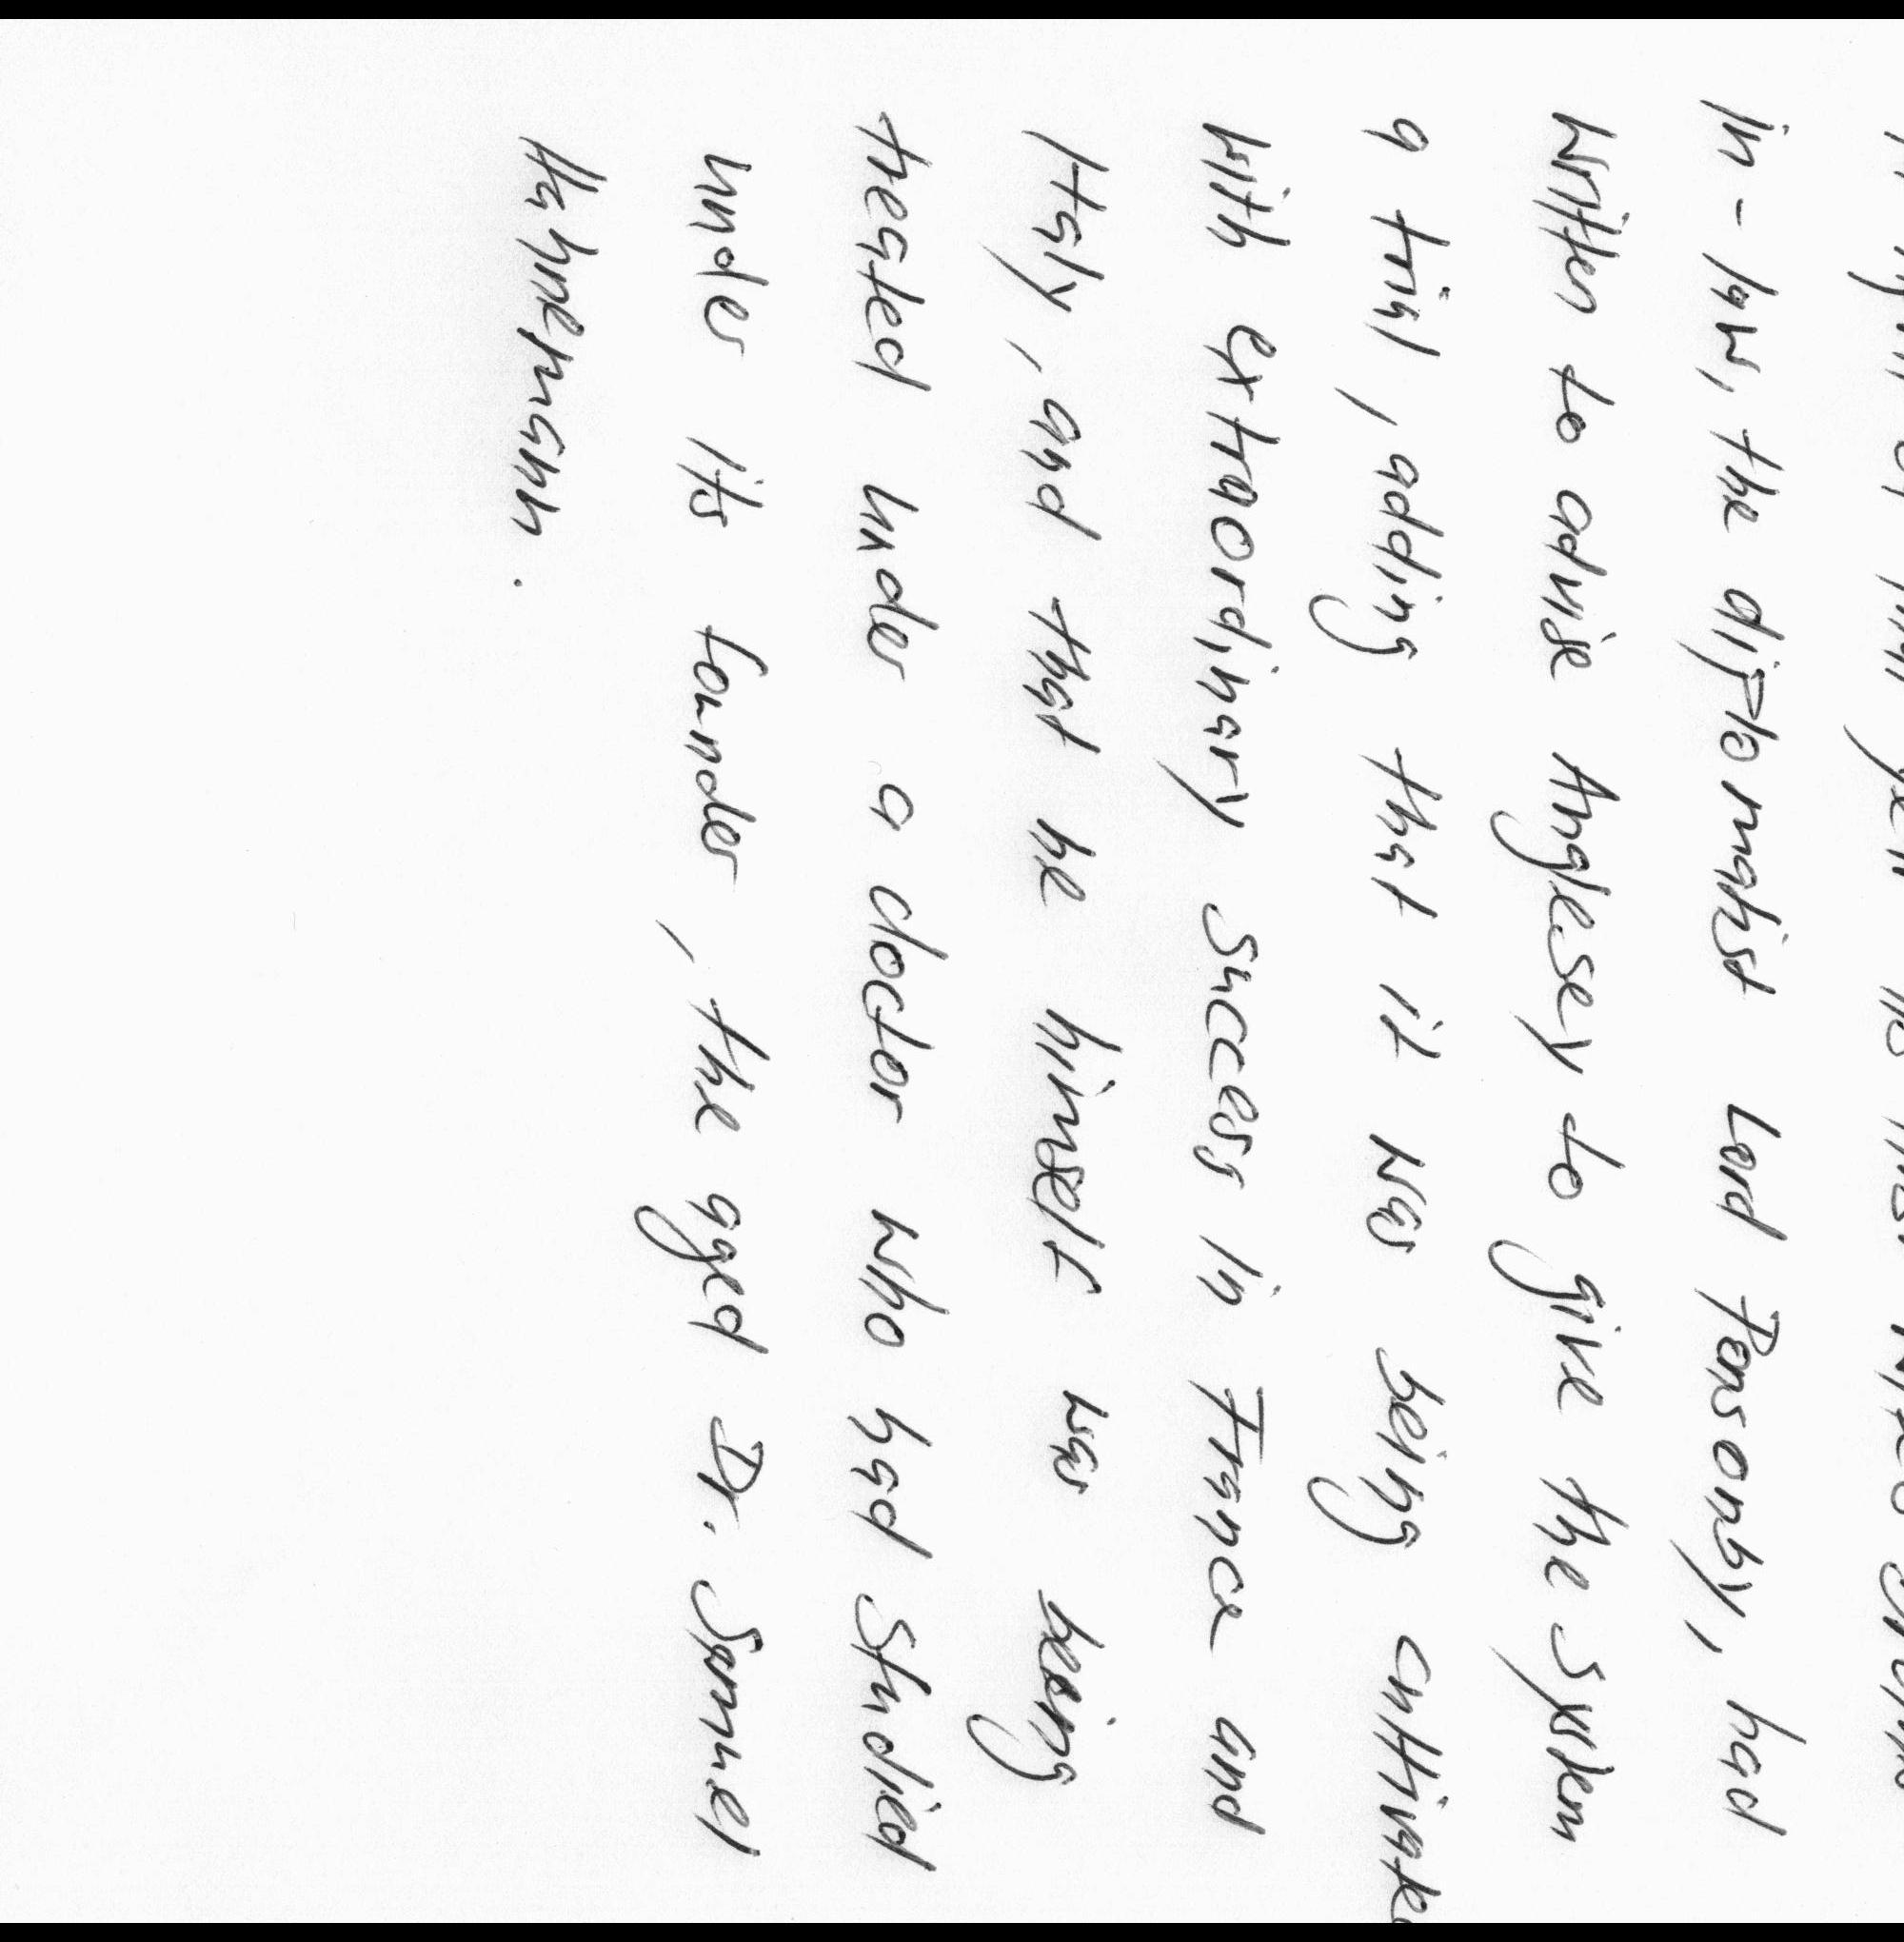 in-law, the diplomatist Lord Ponsonby, had
written to advise Anglesey to give the system
a trial, adding that it was being cultivated
with extraordinary success in France and
Italy, and that he himself was being
treated under a doctor who had studied
under its founder, the aged Dr. Samuel
Hahnemann.